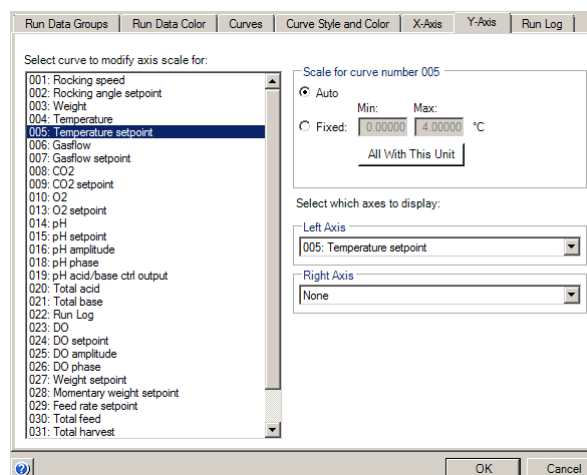 Run Data Groups
Run Data Color
Curves
Curve Style and Color
X-Axis
Y-Axis
Run Log
Select curve to modify axis scale for:
001: Rocking speed
002: Rocking angle setpoint
003: Weight
004: Temperature
005: Temperature setpoint
006: Gasflow
007: Gasflow setpoint
008: CO2
009: CO2 setpoint
010: O2
013: O2 setpoint
014: pH
015: pH setpoint
016: pH amplitude
018: pH phase
019: pH acid/base ctrl output
020: Total acid
021: Total base
022: Run Log
023: DO
024: DO setpoint
025: DO amplitude
026: DO phase
027: Weight setpoint
028: Momentary weight setpoint
029: Feed rate setpoint
030: Total feed
031: Total harvest
Scale for curve number 005
Auto
Min: Max:
Fixed: 0.00000 4.00000 °C
All With This Unit
Select which axes to display:
Left Axis
005: Temperature setpoint
Right Axis
None
?
OK
Cancel